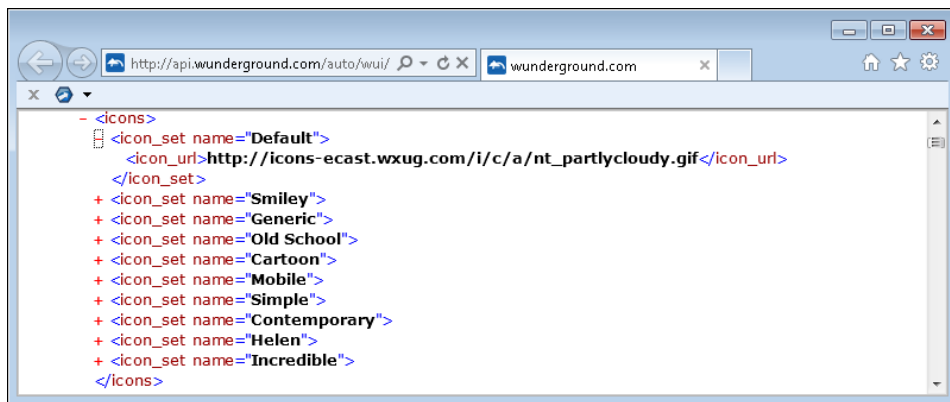 http://api.wunderground.com/auto/wui/
wunderground.com
- <icons>
- <icon_set name="Default">
<icon_url>http://icons-ecast.wxug.com/i/c/a/nt_partlycloudy.gif</icon_url>
</icon_set>
+ <icon_set name="Smiley">
+ <icon_set name="Generic">
+ <icon_set name="Old School">
+ <icon_set name="Cartoon">
+ <icon_set name="Mobile">
+ <icon_set name="Simple">
+ <icon_set name="Contemporary">
+ <icon_set name="Helen">
+ <icon_set name="Incredible">
</icons>